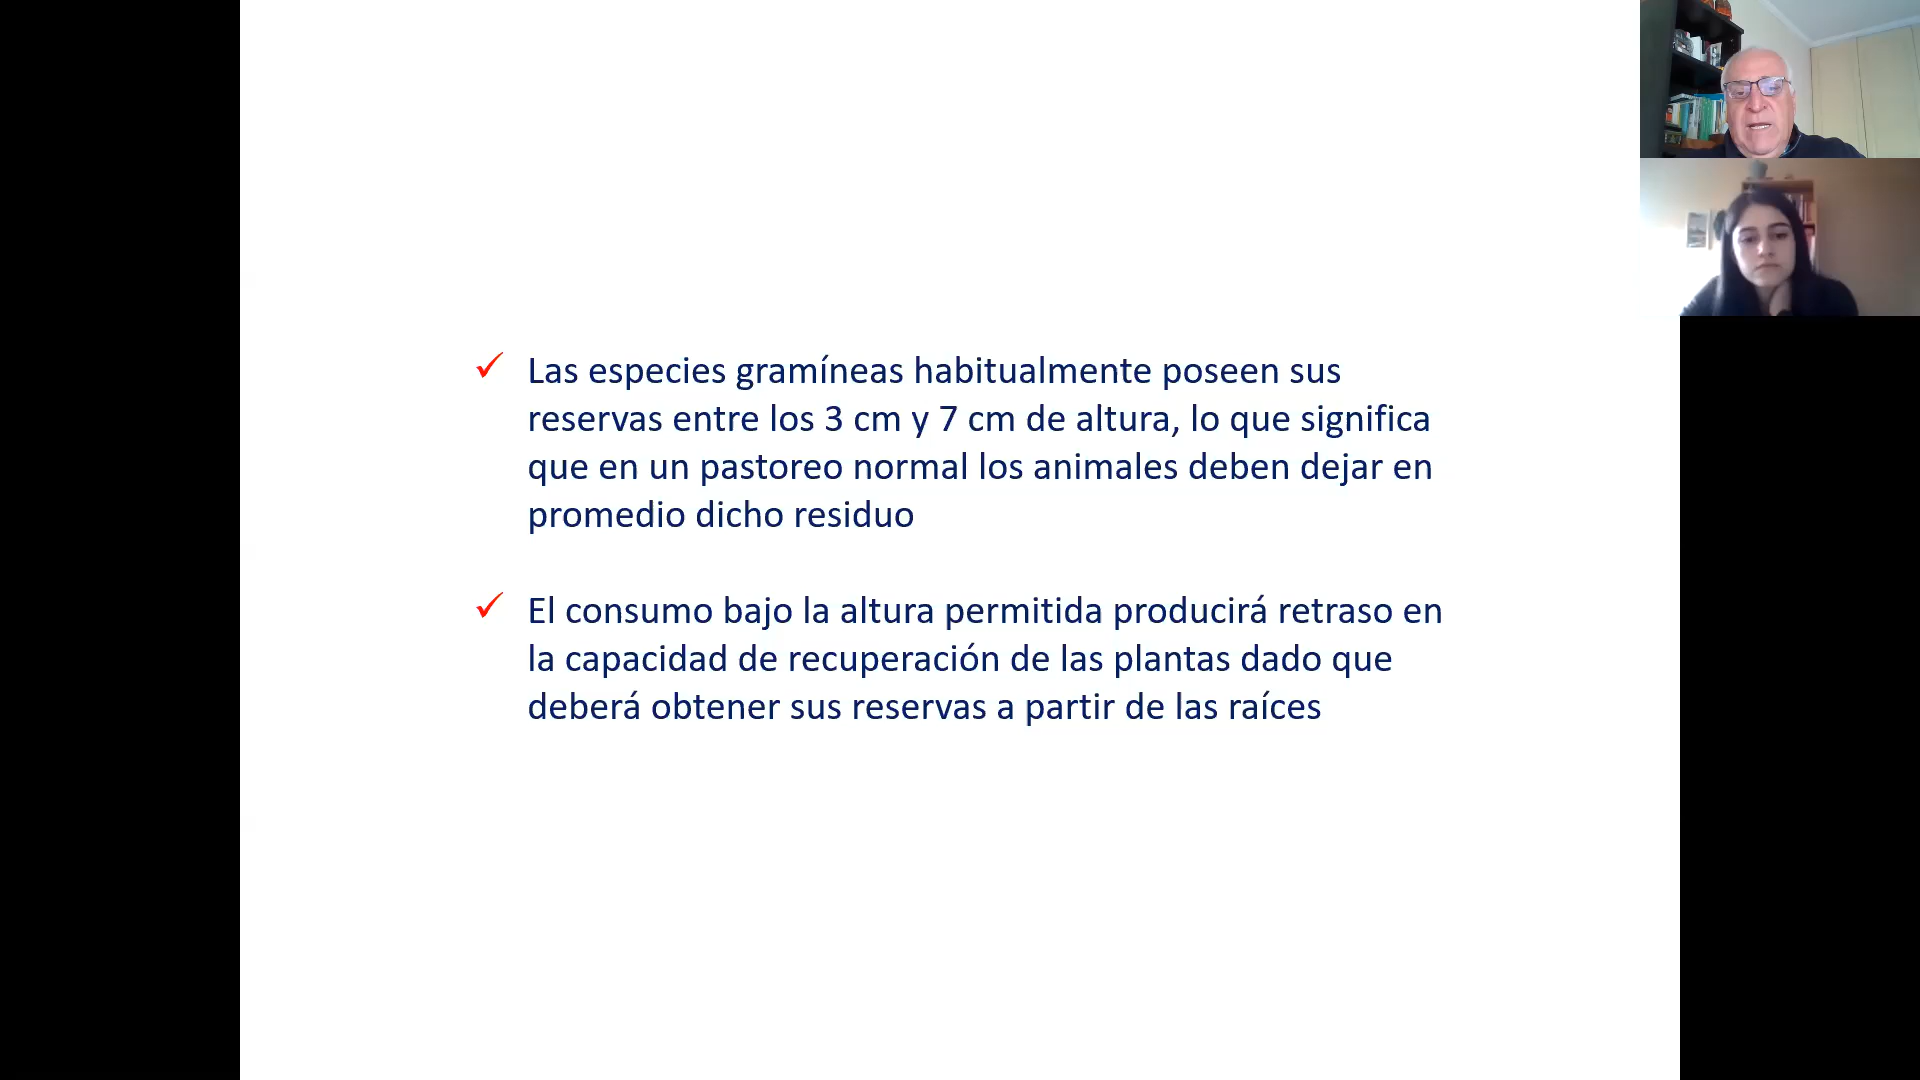 Las especies gramíneas habitualmente poseen sus
reservas entre los 3 cm y 7 cm de altura, lo que significa
que en un pastoreo normal los animales deben dejar en
promedio dicho residuo
El consumo bajo la altura permitida producirá retraso en
la capacidad de recuperación de las plantas dado que
deberá obtener sus reservas a partir de las raíces